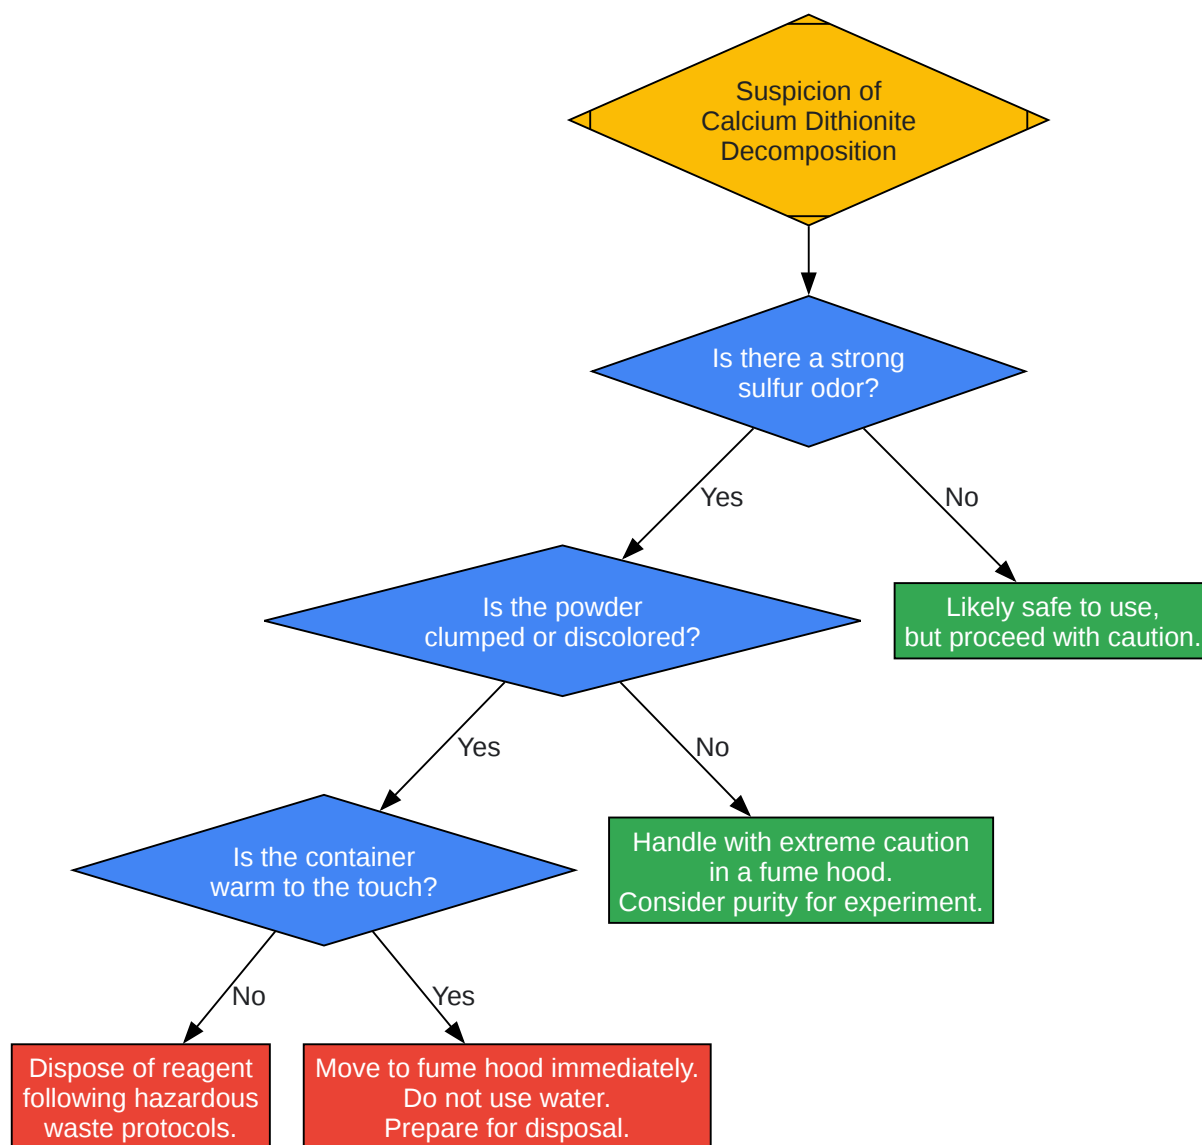 Suspicion of
Calcium Dithionite
Decomposition
Is there a strong
sulfur odor?
Yes
No
Is the powder
clumped or discolored?
Likely safe to use,
but proceed with caution.
Yes
No
Is the container
warm to the touch?
Handle with extreme caution
in a fume hood.
Consider purity for experiment.
No
Yes
Dispose of reagent
following hazardous
waste protocols.
Move to fume hood immediately.
Do not use water.
Prepare for disposal.